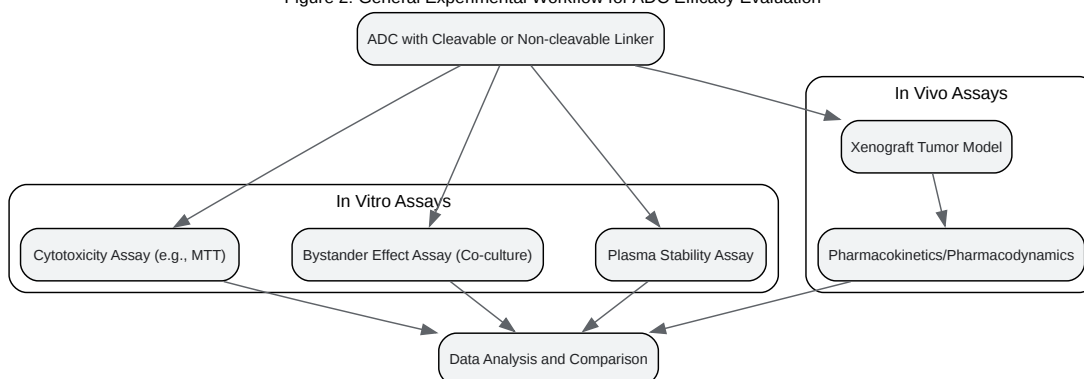 Figure 2: General Experimental Workflow for ADC Efficacy Evaluation
ADC with Cleavable or Non-cleavable Linker
In Vivo Assays
Xenograft Tumor Model
In Vitro Assays
Cytotoxicity Assay (e.g., MTT)
Bystander Effect Assay (Co-culture)
Plasma Stability Assay
Pharmacokinetics/Pharmacodynamics
Data Analysis and Comparison